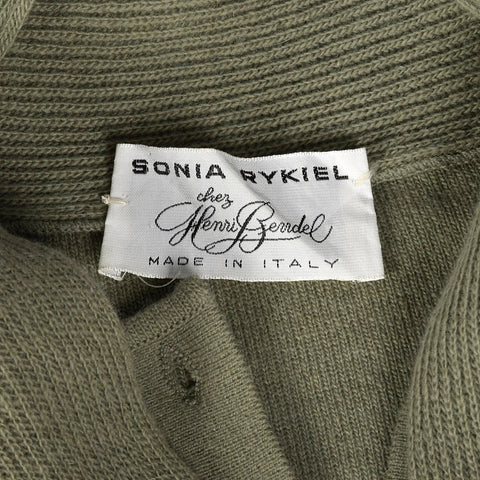 SONIA RYKIEL
chez
Henri Bendel
MADE IN ITALY